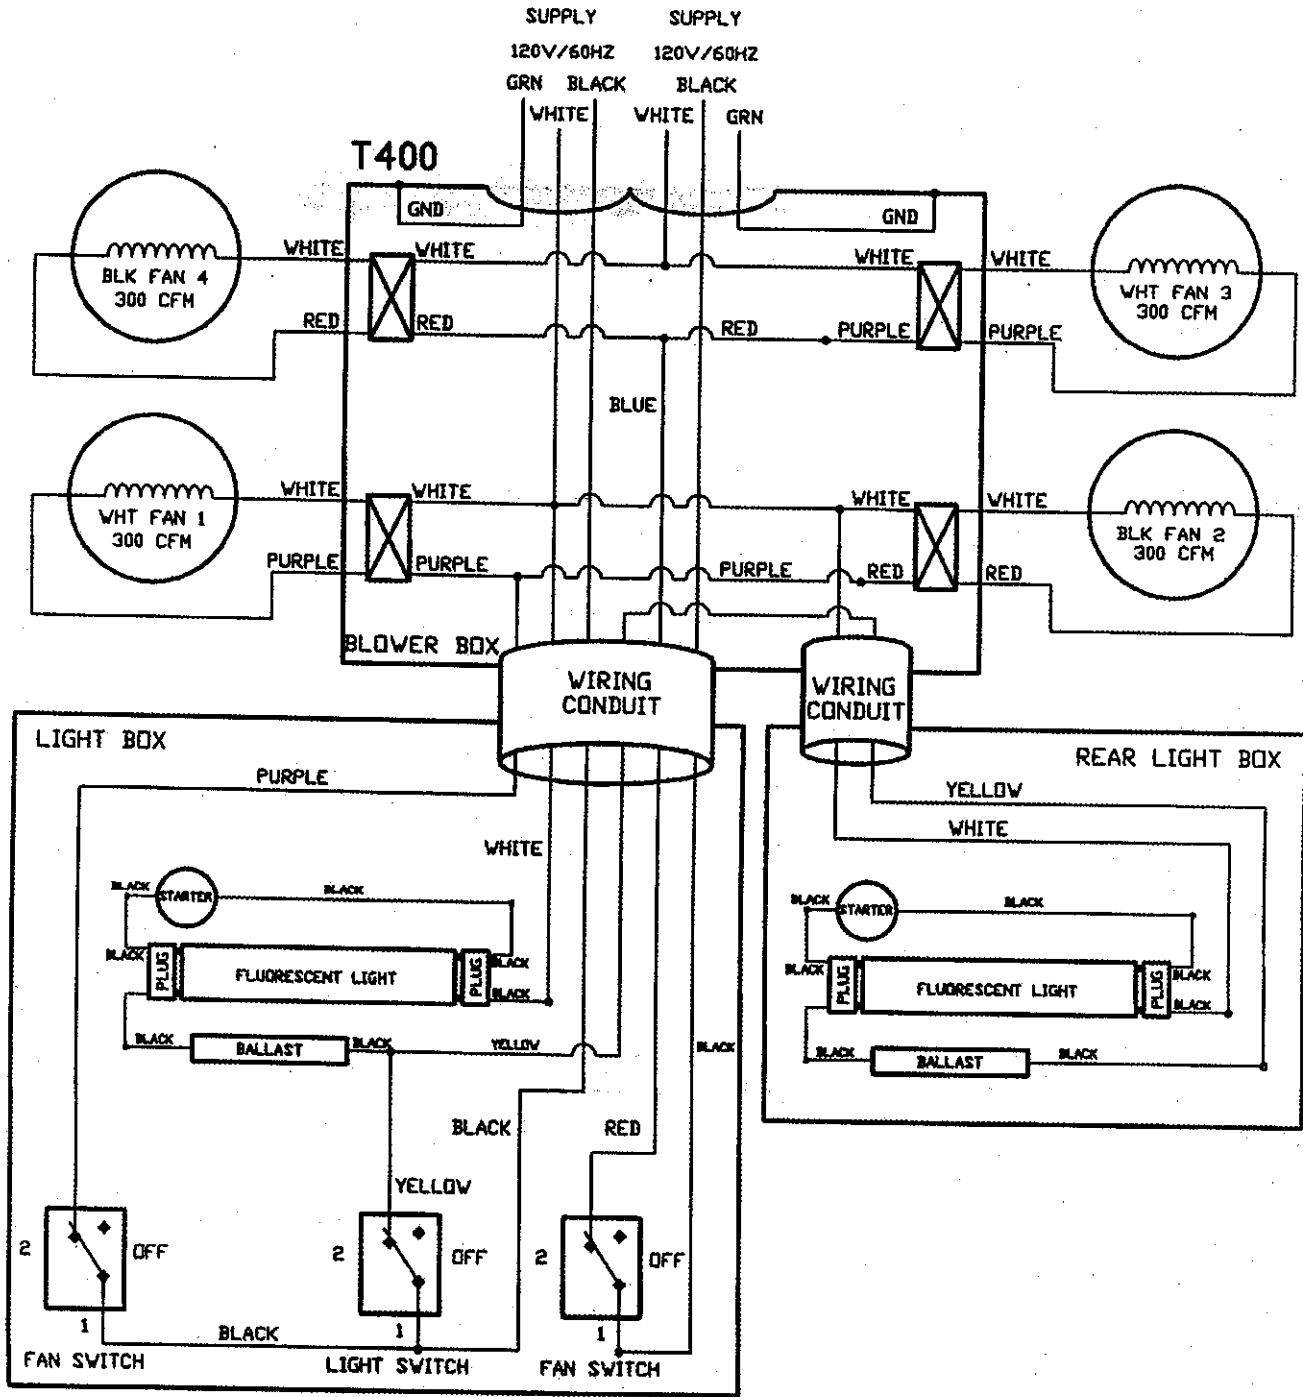 SUPPLY SUPPLY
120V/60HZ 120V/60HZ
GRN BLACK BLACK
WHITE WHITE GRN
T400
GND GND
WHITE WHITE WHITE WHITE
BLK FAN 4
300 CFM
WHT FAN 3
300 CFM
RED RED RED PURPLE PURPLE
BLUE
WHITE WHITE WHITE WHITE
WHT FAN 1
300 CFM
BLK FAN 2
300 CFM
PURPLE PURPLE PURPLE RED RED
BLOWER BOX
WIRING
CONDUIT
WIRING
CONDUIT
LIGHT BOX
REAR LIGHT BOX
PURPLE
YELLOW
WHITE
WHITE
BLACK STARTER BLACK
BLACK STARTER BLACK
BLACK PLUG FLUORESCENT LIGHT PLUG BLACK
BLACK
BLACK PLUG FLUORESCENT LIGHT PLUG BLACK
BLACK
BLACK BALLAST BLACK YELLOW BLACK
BLACK BALLAST BLACK
BLACK RED
YELLOW
2 OFF 2 OFF 2 OFF
1 BLACK 1 1
FAN SWITCH LIGHT SWITCH FAN SWITCH